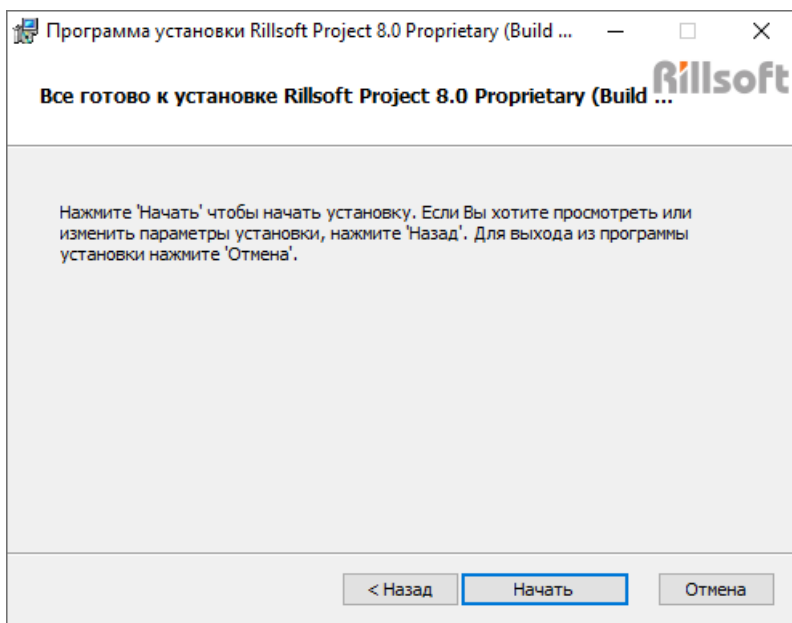 Программа установки Rillsoft Project 8.0 Proprietary (Build ...
Rillsoft
Все готово к установке Rillsoft Project 8.0 Proprietary (Build ...
Нажмите 'Начать' чтобы начать установку. Если Вы хотите просмотреть или
изменить параметры установки, нажмите 'Назад'. Для выхода из программы
установки нажмите 'Отмена'.
< Назад
Начать
Отмена